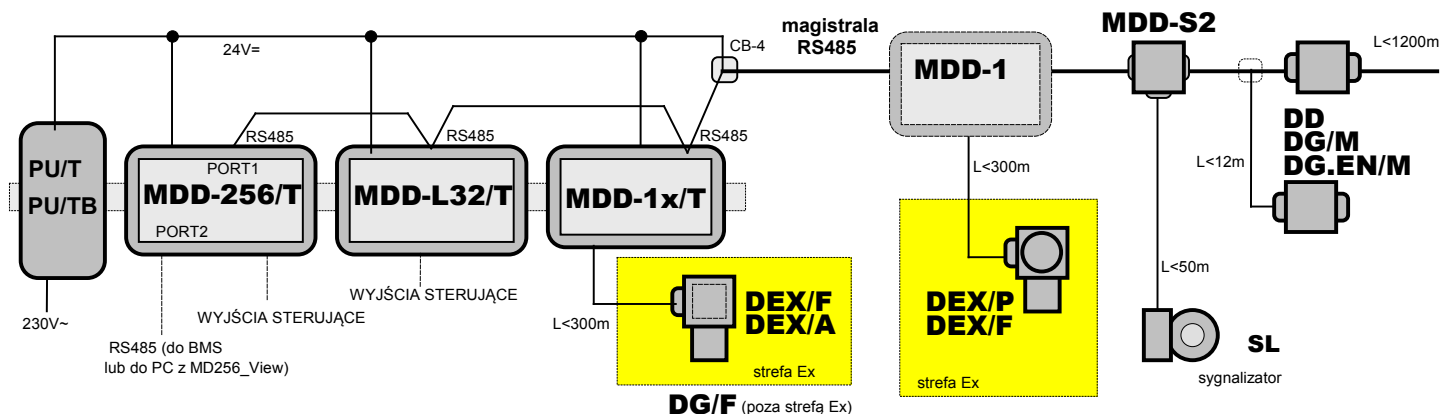 24V=
CB-4
magistrala
RS485
MDD-S2
L<1200m
MDD-1
RS485
RS485
RS485
PU/T
PU/TB
PORT1
MDD-256/T
PORT2
MDD-L32/T
MDD-1x/T
L<300m
L<12m
DD
DG/M
DG.EN/M
230V~
WYJŚCIA STERUJĄCE
WYJŚCIA STERUJĄCE
RS485 (do BMS
lub do PC z MD256_View)
L<300m
DEX/F
DEX/A
strefa Ex
DG/F (poza strefą Ex)
DEX/P
DEX/F
strefa Ex
L<50m
SL
sygnalizator